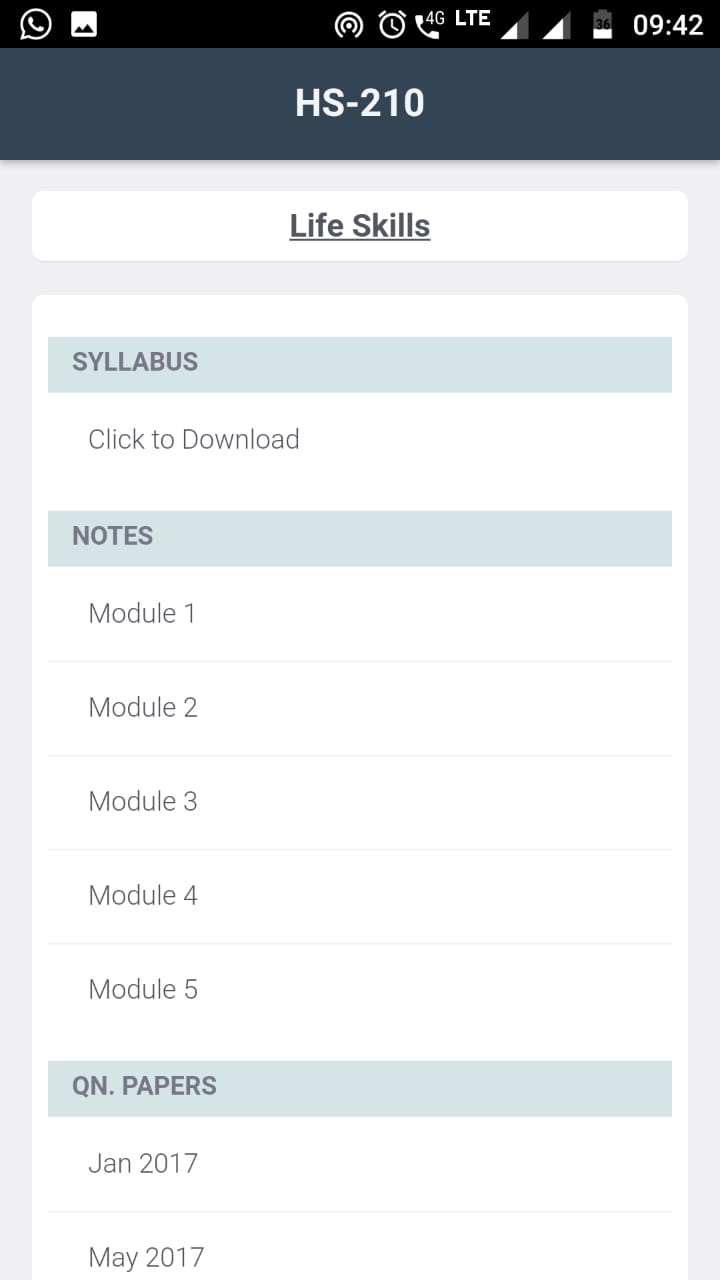 4G LTE 36 09:42
HS-210
Life Skills
SYLLABUS
Click to Download
NOTES
Module 1
Module 2
Module 3
Module 4
Module 5
QN. PAPERS
Jan 2017
May 2017